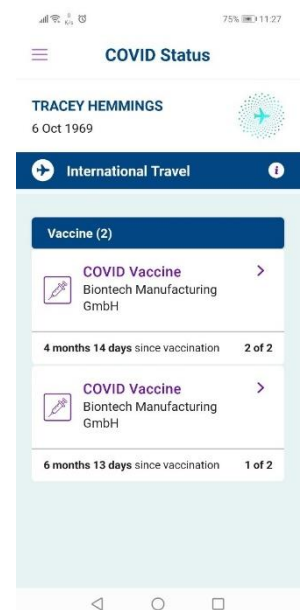 0
K/s
75% 11:27
COVID Status
TRACEY HEMMINGS
6 Oct 1969
International Travel
i
Vaccine (2)
COVID Vaccine
Biontech Manufacturing
GmbH
4 months 14 days since vaccination 2 of 2
COVID Vaccine
Biontech Manufacturing
GmbH
6 months 13 days since vaccination 1 of 2